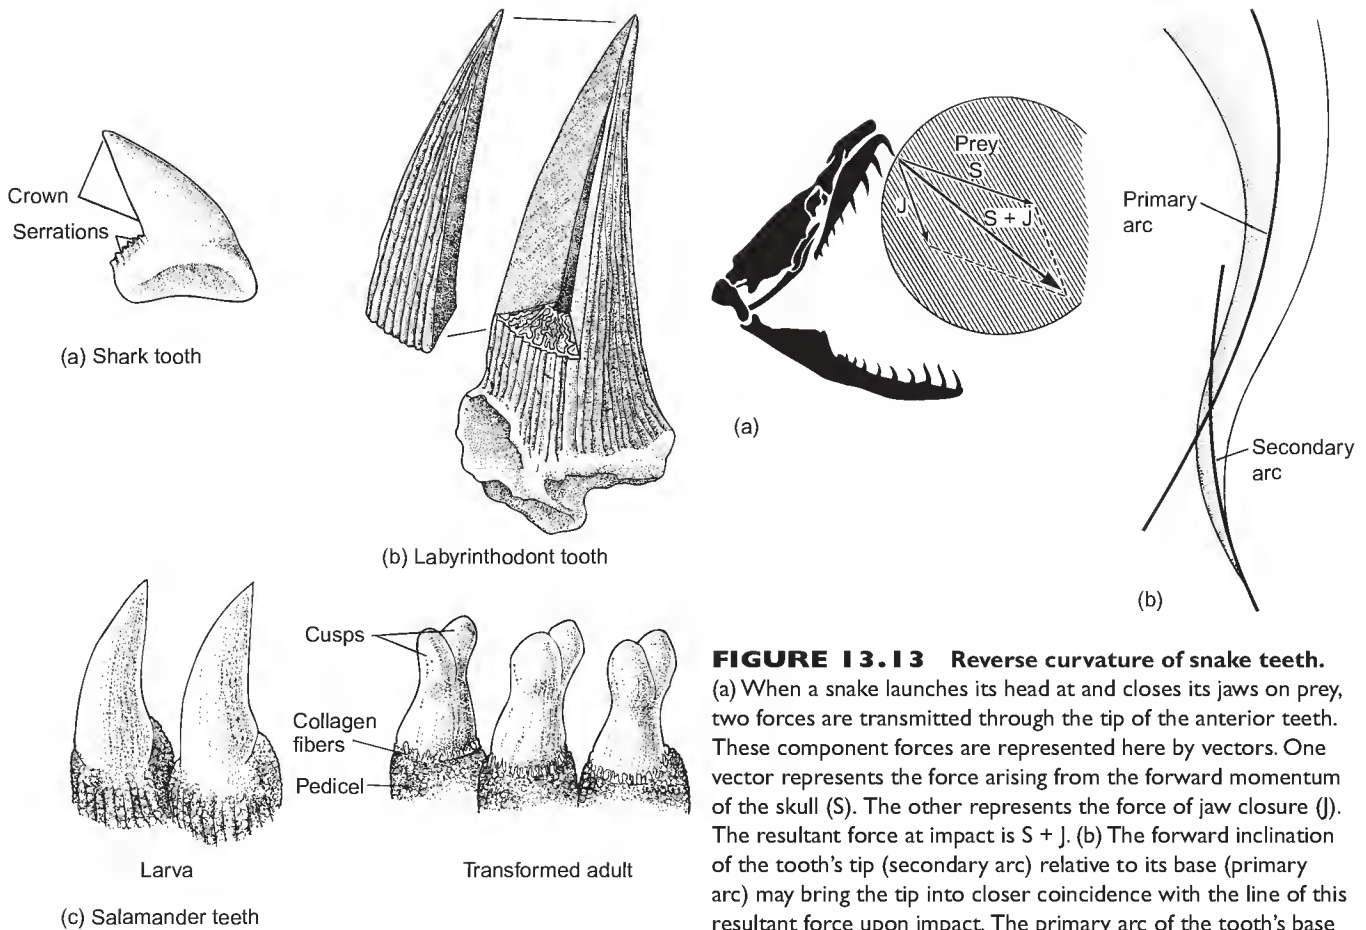 Crown
Serrations
(a) Shark tooth
(b) Labyrinthodont tooth
Cusps
Collagen
fibers
Pedicel
Larva
Transformed adult
(c) Salamander teeth
Prey
S
J
S + J
(a)
Primary
arc
Secondary
arc
(b)
FIGURE 13.13 Reverse curvature of snake teeth.
(a) When a snake launches its head at and closes its jaws on prey,
two forces are transmitted through the tip of the anterior teeth.
These component forces are represented here by vectors. One
vector represents the force arising from the forward momentum
of the skull (S). The other represents the force of jaw closure (J).
The resultant force at impact is S + J. (b) The forward inclination
of the tooth's tip (secondary arc) relative to its base (primary
arc) may bring the tip into closer coincidence with the line of this
resultant force upon impact. The primary arc of the tooth's base